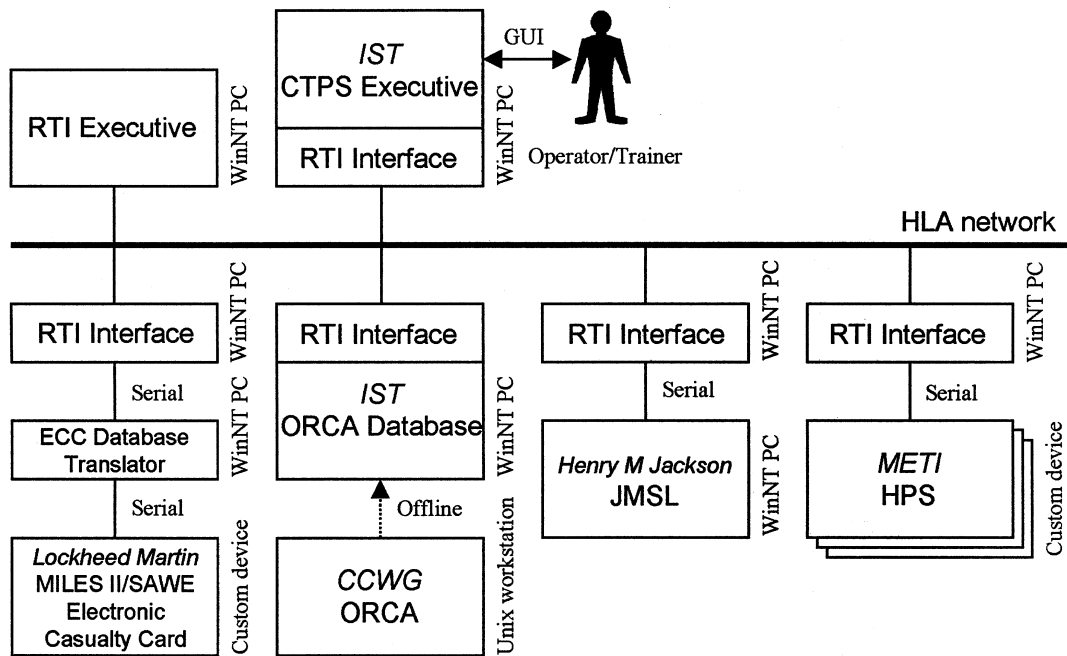 RTI Executive
WinNT PC
IST
CTPS Executive
RTI Interface
WinNT PC
GUI
Operator/Trainer
HLA network
RTI Interface
WinNT PC
Serial
ECC Database
Translator
WinNT PC
Serial
Lockheed Martin
MILES II/SAWE
Electronic
Casualty Card
Custom device
RTI Interface
IST
ORCA Database
WinNT PC
Offline
CCWG
ORCA
Unix workstation
RTI Interface
WinNT PC
Serial
Henry M Jackson
JMSL
WinNT PC
RTI Interface
WinNT PC
Serial
METI
HPS
Custom device